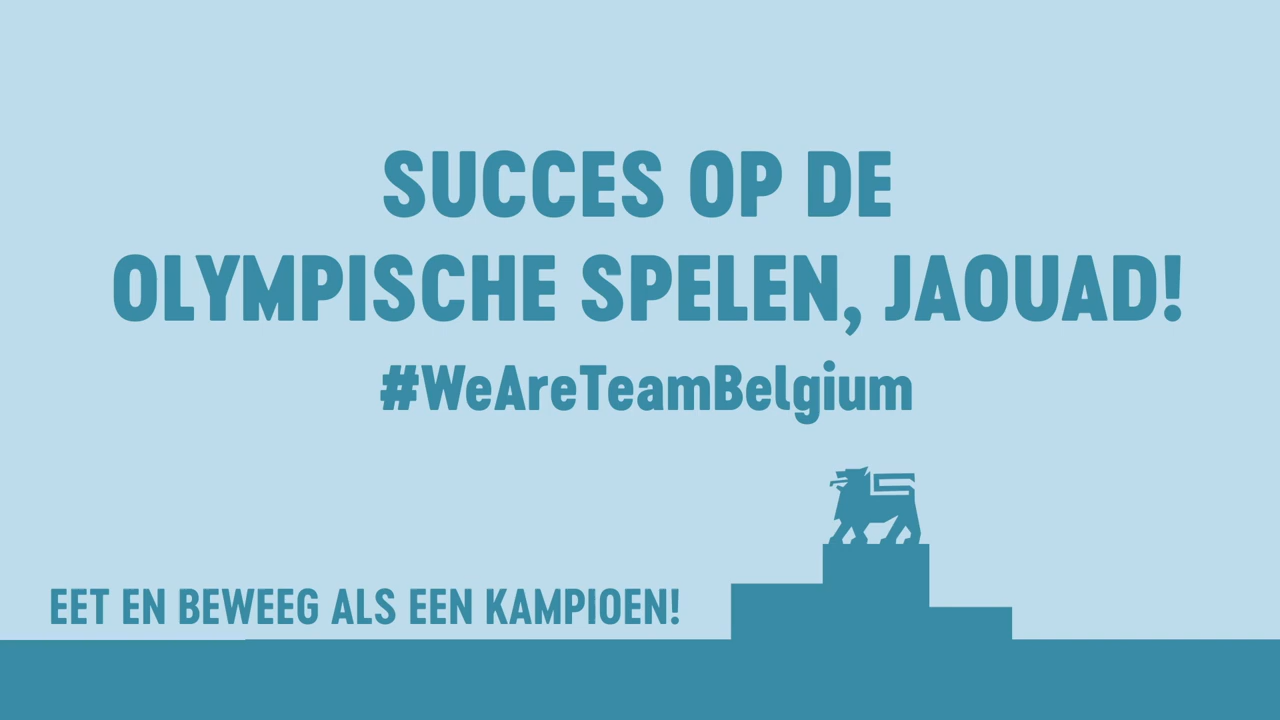 SUCCES OP DE
OLYMPISCHE SPELEN, JAOUAD!
#WeAreTeamBelgium
EET EN BEWEEG ALS EEN KAMPIOEN!